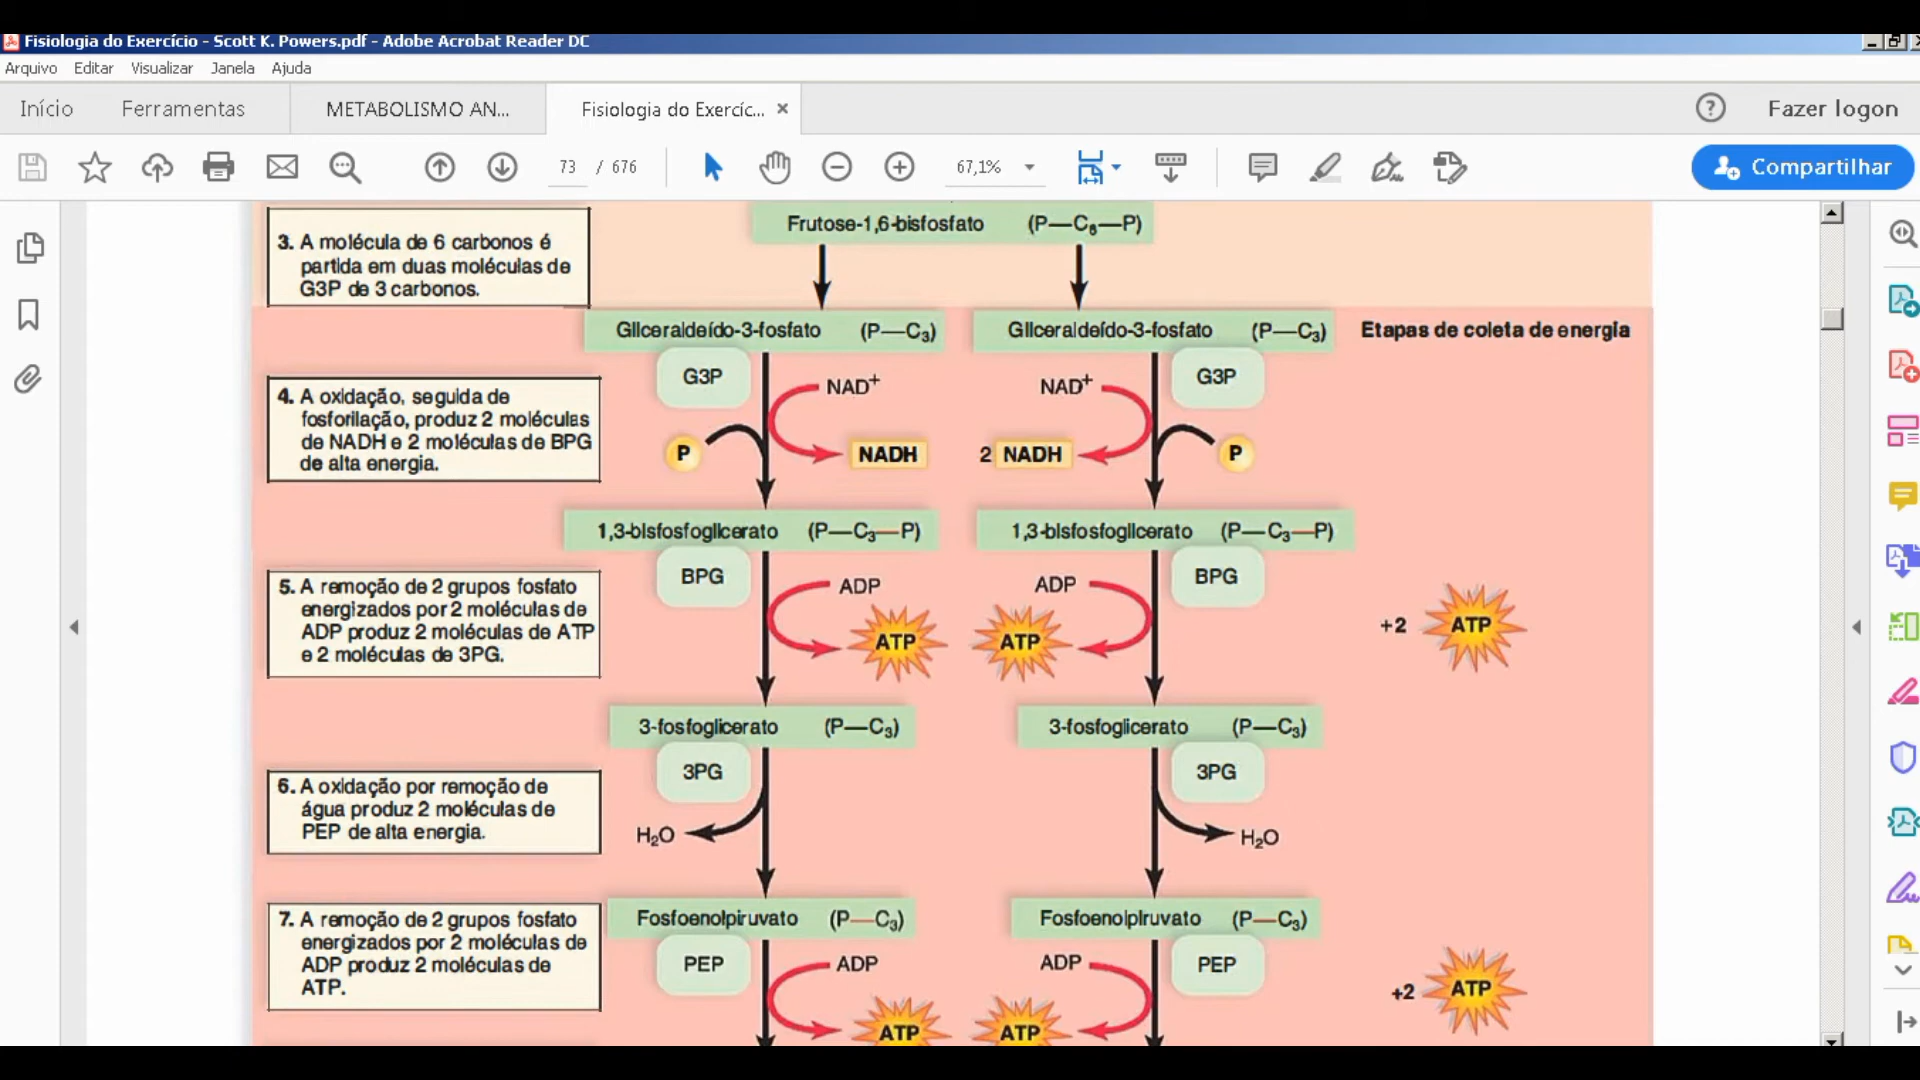 Fisiologia do Exercício - Scott K. Powers.pdf - Adobe Acrobat Reader DC
Arquivo Editar Visualizar Janela Ajuda
Início Ferramentas METABOLISMO AN... Fisiologia do Exercíc... × Fazer logon
73 / 676 67,1% Compartilhar
Frutose-1,6-bisfosfato (P—C6—P)
3. A molécula de 6 carbonos é
partida em duas moléculas de
G3P de 3 carbonos.
Gliceraldeído-3-fosfato (P—C3) Gliceraldeído-3-fosfato (P—C3) Etapas de coleta de energia
G3P NAD+ NAD+ G3P
4. A oxidação, seguida de
fosforilação, produz 2 moléculas
de NADH e 2 moléculas de BPG
de alta energia.
P NADH 2 NADH P
1,3-bisfosfoglicerato (P—C3—P) 1,3-bisfosfoglicerato (P—C3—P)
BPG ADP ADP BPG
5. A remoção de 2 grupos fosfato
energizados por 2 moléculas de
ADP produz 2 moléculas de ATP
e 2 moléculas de 3PG.
ATP ATP +2 ATP
3-fosfoglicerato (P—C3) 3-fosfoglicerato (P—C3)
3PG 3PG
6. A oxidação por remoção de
água produz 2 moléculas de
PEP de alta energia.
H2O H2O
Fosfoenolpiruvato (P—C3) Fosfoenolpiruvato (P—C3)
7. A remoção de 2 grupos fosfato
energizados por 2 moléculas de
ADP produz 2 moléculas de
ATP.
PEP ADP ADP PEP
ATP ATP +2 ATP